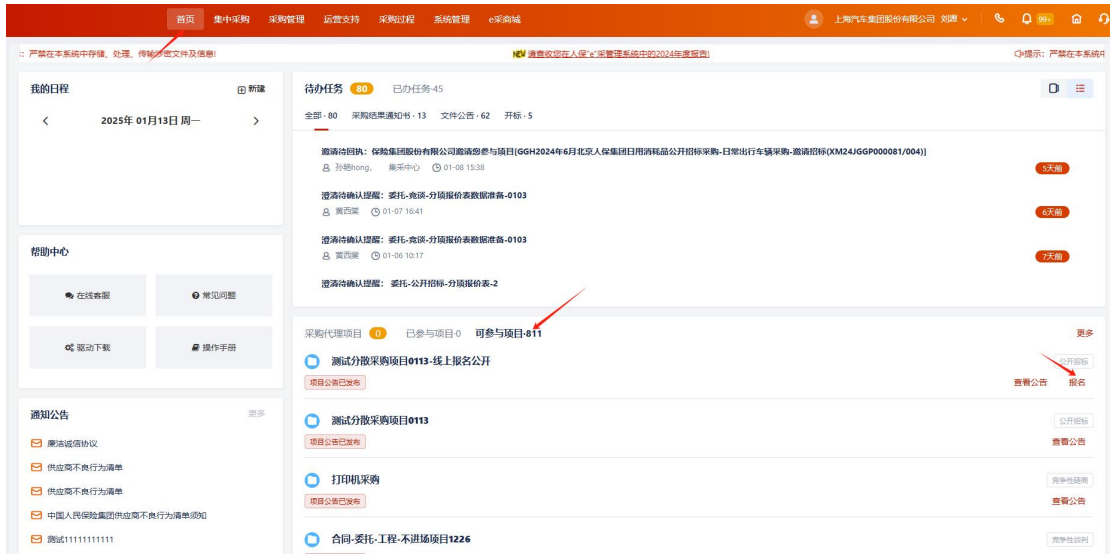 首页 集中采购 采购管理 运营支持 采购过程 系统管理 e采商城 上海汽车集团股份有限公司 刘源 99+
:: 严禁在本系统中存储、处理、传输涉密文件及信息! NEW 请查收您在人保"e"采管理系统中的2024年度报告! 提示：严禁在本系统中
我的日程 新建
2025年 01月13日 周一
待办任务 80 已办任务·45
全部 · 80 采购结果通知书 · 13 文件公告 · 62 开标 · 5
邀请待回执：保险集团股份有限公司邀请您参与项目[GGH2024年6月北京人保集团日用消耗品公开招标采购-日常出行车辆采购-邀请招标(XM24JGGP000081/004)]
孙艳hong, 集采中心 01-08 15:38 5天前
澄清待确认提醒：委托-竞谈-分项报价表数据准备-0103
黄西棠 01-07 16:41 6天前
澄清待确认提醒：委托-竞谈-分项报价表数据准备-0103
黄西棠 01-06 10:17 7天前
澄清待确认提醒： 委托-公开招标-分项报价表-2
帮助中心
在线客服 常见问题
驱动下载 操作手册
采购代理项目 0 已参与项目·0 可参与项目·811 更多
测试分散采购项目0113-线上报名公开 公开招标
项目公告已发布 查看公告 报名
测试分散采购项目0113 公开招标
项目公告已发布 查看公告
打印机采购 竞争性磋商
项目公告已发布 查看公告
合同-委托-工程-不进场项目1226 竞争性谈判
通知公告 更多
廉洁诚信协议
供应商不良行为清单
供应商不良行为清单
中国人民保险集团供应商不良行为清单须知
测试11111111111